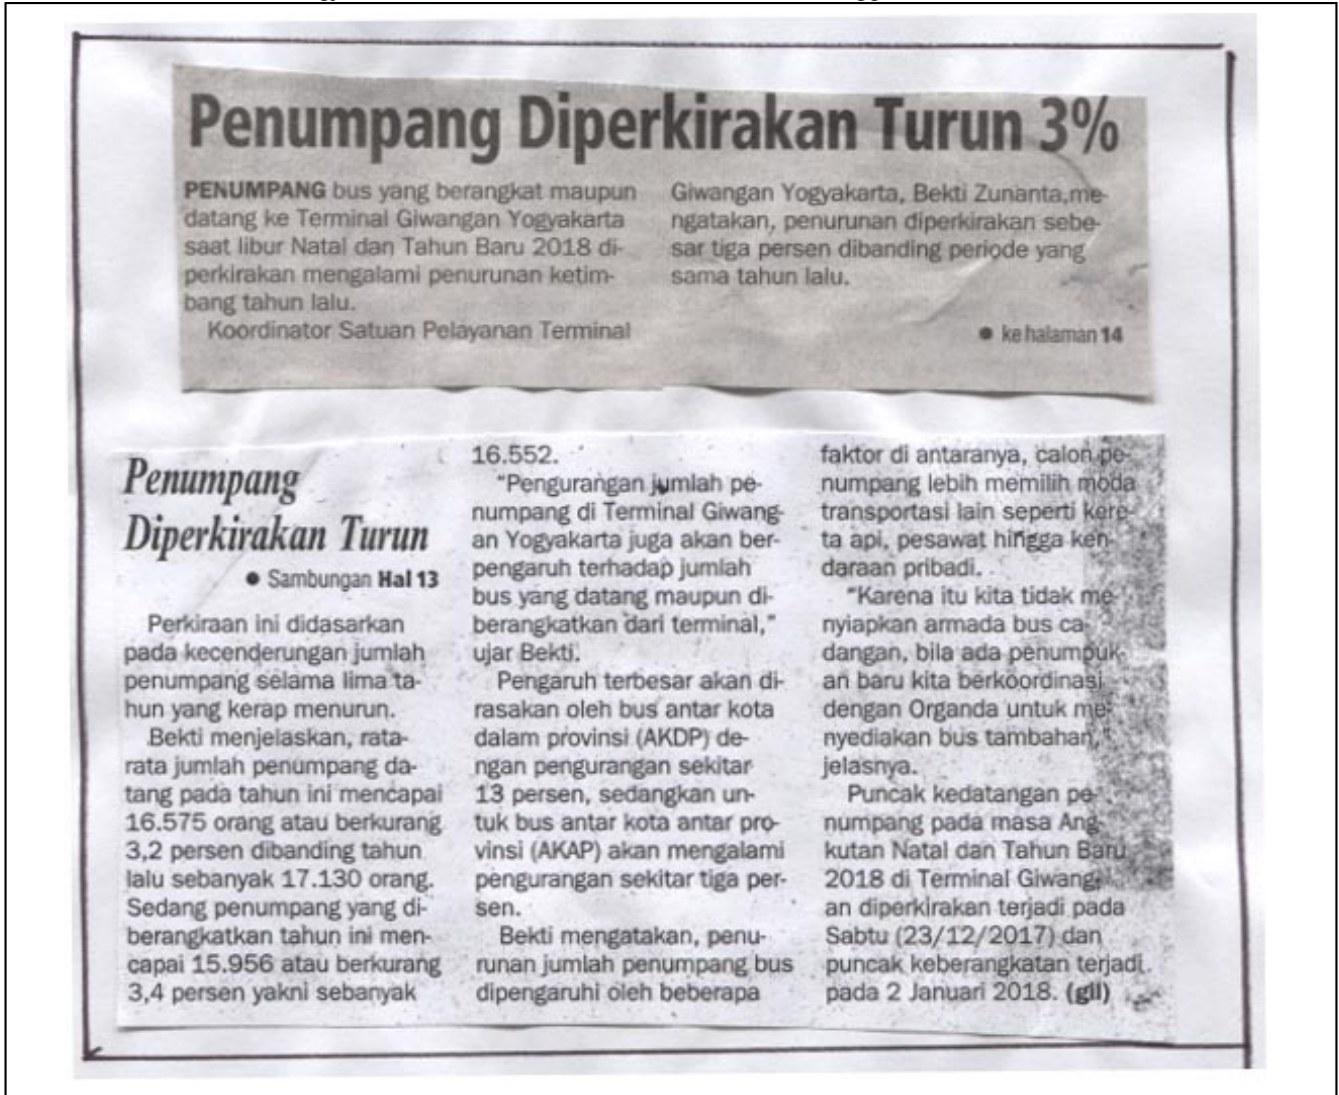 Penumpang Diperkirakan Turun 3%
PENUMPANG bus yang berangkat maupun
datang ke Terminal Giwangan Yogyakarta
saat libur Natal dan Tahun Baru 2018 di-
perkirakan mengalami penurunan ketim-
bang tahun lalu.
Koordinator Satuan Pelayanan Terminal
Giwangan Yogyakarta, Bekti Zunanta,me-
ngatakan, penurunan diperkirakan sebe-
sar tiga persen dibanding periode yang
sama tahun lalu.
● ke halaman 14
Penumpang
Diperkirakan Turun
● Sambungan Hal 13
Perkiraan ini didasarkan
pada kecenderungan jumlah
penumpang selama lima ta-
hun yang kerap menurun.
Bekti menjelaskan, rata-
rata jumlah penumpang da-
tang pada tahun ini mencapai
16.575 orang atau berkurang
3,2 persen dibanding tahun
lalu sebanyak 17.130 orang.
Sedang penumpang yang di-
berangkatkan tahun ini men-
capai 15.956 atau berkurang
3,4 persen yakni sebanyak
16.552.
"Pengurangan jumlah pe-
numpang di Terminal Giwang-
an Yogyakarta juga akan ber-
pengaruh terhadap jumlah
bus yang datang maupun di-
berangkatkan dari terminal,"
ujar Bekti.
Pengaruh terbesar akan di-
rasakan oleh bus antar kota
dalam provinsi (AKDP) de-
ngan pengurangan sekitar
13 persen, sedangkan un-
tuk bus antar kota antar pro-
vinsi (AKAP) akan mengalami
pengurangan sekitar tiga per-
sen.
Bekti mengatakan, penu-
runan jumlah penumpang bus
dipengaruhi oleh beberapa
faktor di antaranya, calon pe-
numpang lebih memilih moda
transportasi lain seperti kere-
ta api, pesawat hingga ken-
daraan pribadi.
"Karena itu kita tidak me-
nyiapkan armada bus ca-
dangan, bila ada penumpuk-
an baru kita berkoordinasi
dengan Organda untuk me-
nyediakan bus tambahan,"
jelasnya.
Puncak kedatangan pe-
numpang pada masa Ang-
kutan Natal dan Tahun Baru
2018 di Terminal Giwang-
an diperkirakan terjadi pada
Sabtu (23/12/2017) dan
puncak keberangkatan terjadi
pada 2 Januari 2018. (gil)